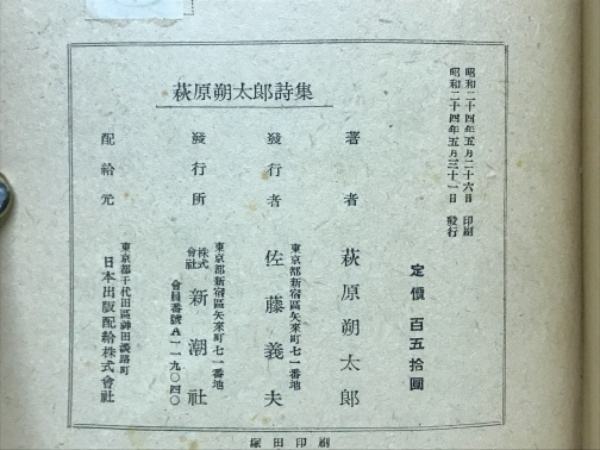 萩原朔太郎詩集
昭和二十四年五月二十六日 印刷
昭和二十四年五月三十一日 發行
定價 百五拾圓
著者 萩原朔太郎
東京都新宿區矢來町七一番地
發行者 佐藤義夫
東京都新宿區矢來町七一番地
發行所 株式會社 新潮社
會員番號八一一九〇四〇
東京都千代田區神田淡路町
配給元 日本出版配給株式會社
塚田印刷